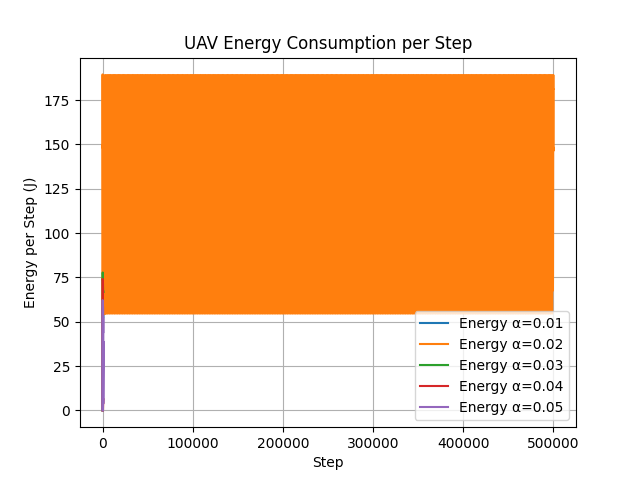 UAV Energy Consumption per Step
Energy per Step (J)
175
150
125
100
75
50
25
0
0 100000 200000 300000 400000 500000
Step
Energy α=0.01
Energy α=0.02
Energy α=0.03
Energy α=0.04
Energy α=0.05